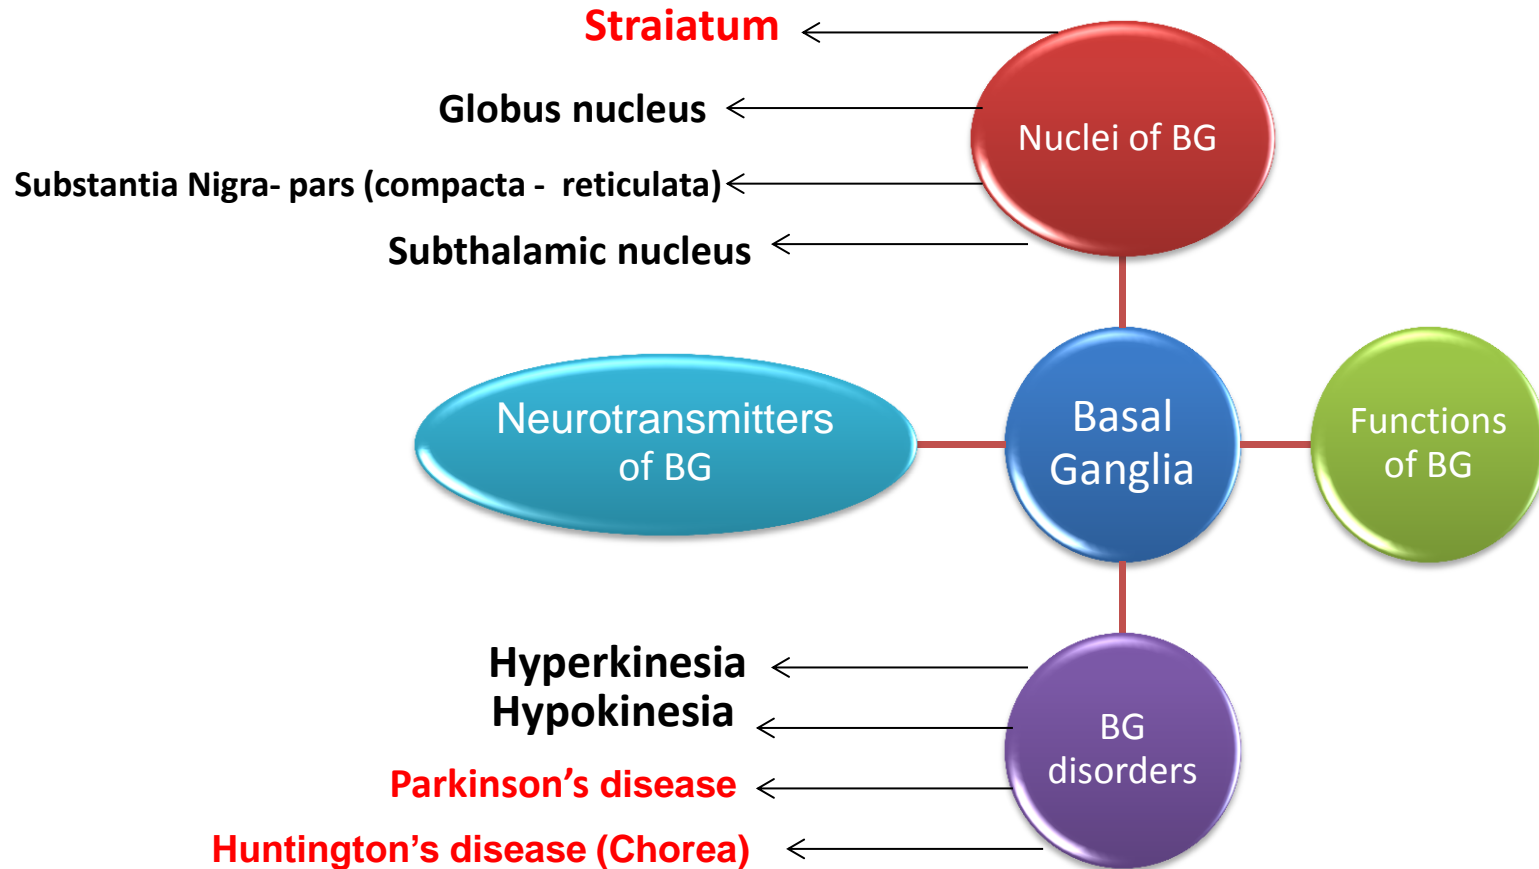 Straiatum
Globus nucleus
Substantia Nigra- pars (compacta - reticulata)
Subthalamic nucleus
Nuclei of BG
Neurotransmitters
of BG
Basal
Ganglia
Functions
of BG
Hyperkinesia
Hypokinesia
Parkinson’s disease
Huntington’s disease (Chorea)
BG
disorders